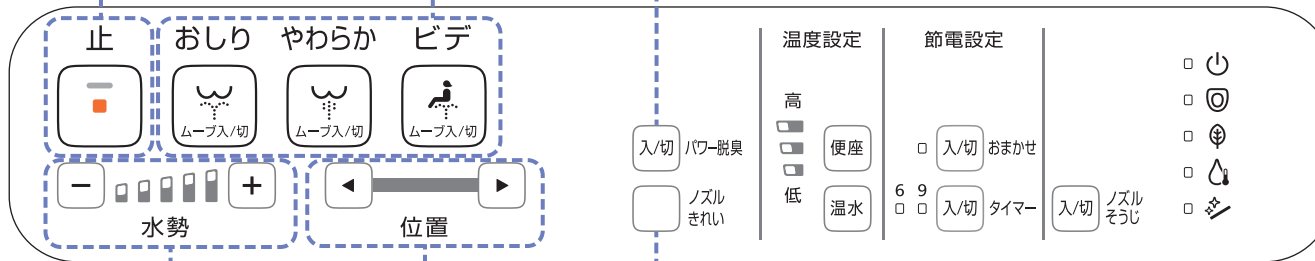 止
おしり
やわらか
ビデ
ムーブ入/切
ムーブ入/切
ムーブ入/切
水勢
位置
入/切 パワー脱臭
ノズル
きれい
温度設定
高
低
便座
温水
節電設定
入/切 おまかせ
6 9
入/切 タイマー
入/切 ノズル
そうじ